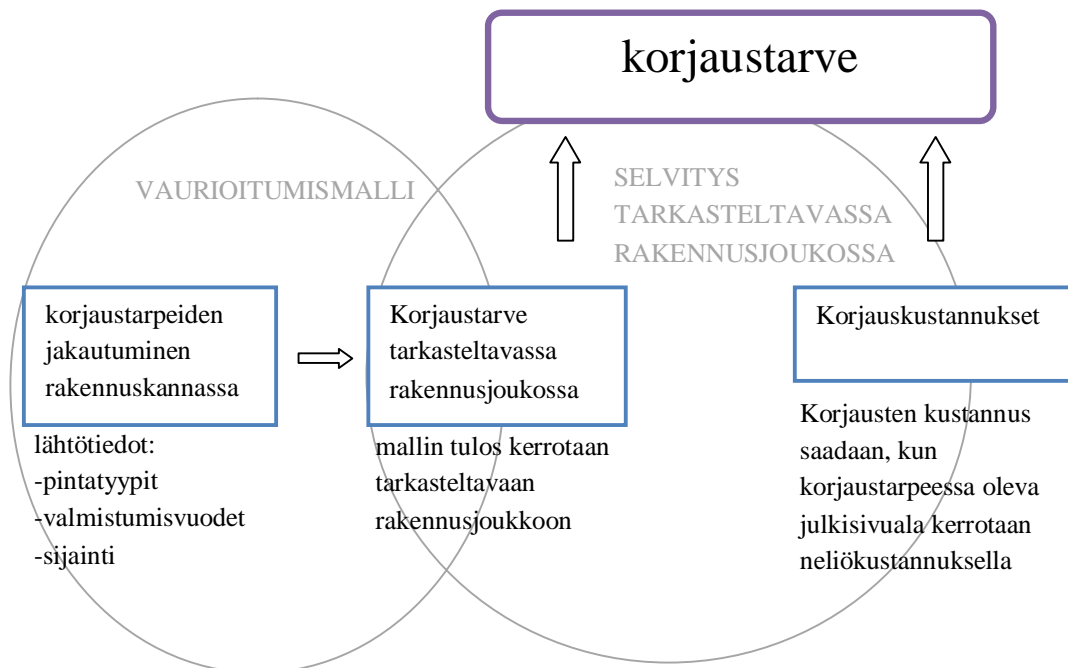 korjaustarve
VAURIOITUMISMALLI
SELVITYS
TARKASTELTAVASSA
RAKENNUSJOUKOSSA
korjaustarpeiden
jakautuminen
rakennuskannassa
lähtötiedot:
-pintatyypit
-valmistumisvuodet
-sijainti
Korjaustarve
tarkasteltavassa
rakennusjoukossa
mallin tulos kerrotaan
tarkasteltavaan
rakennusjoukkoon
Korjauskustannukset
Korjausten kustannus
saadaan, kun
korjaustarpeessa oleva
julkisivuala kerrotaan
neliökustannuksella